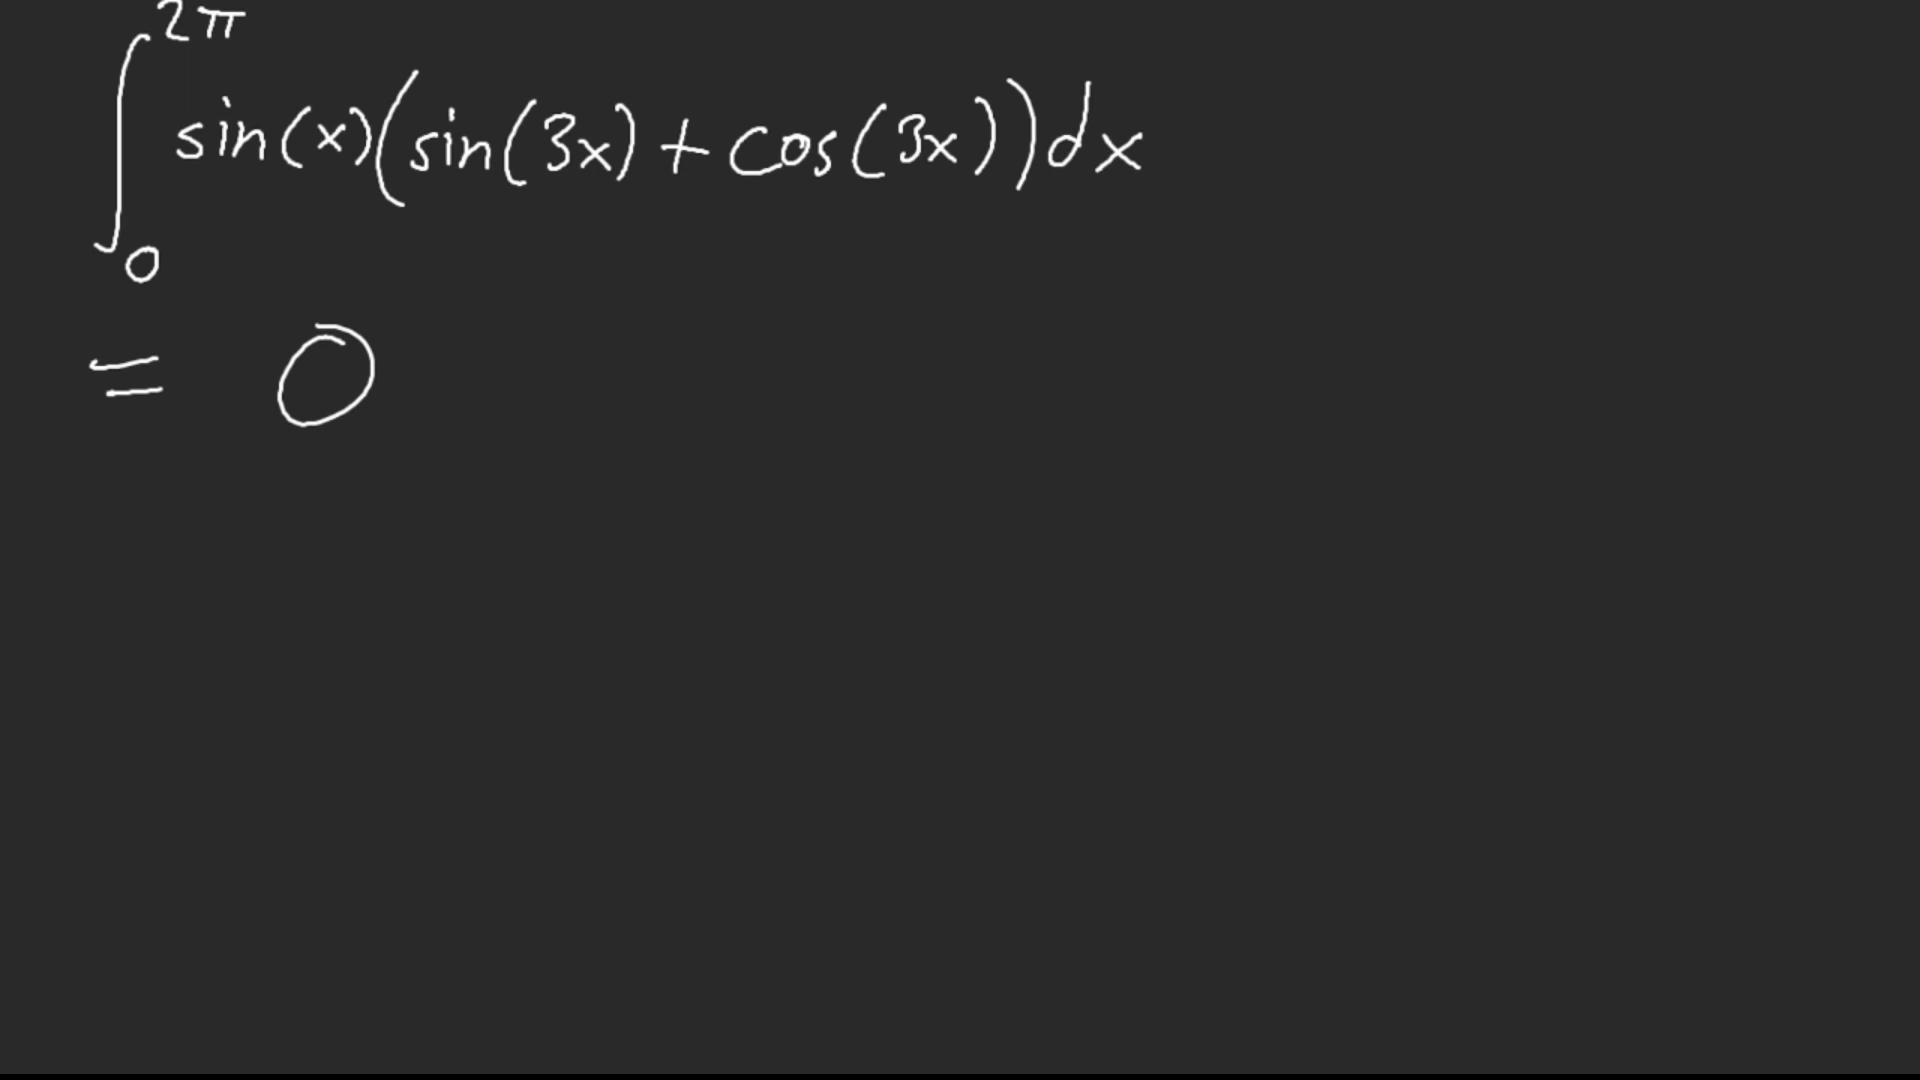 ∫₀^2π sin(x)(sin(3x) + cos(3x))dx
= 0